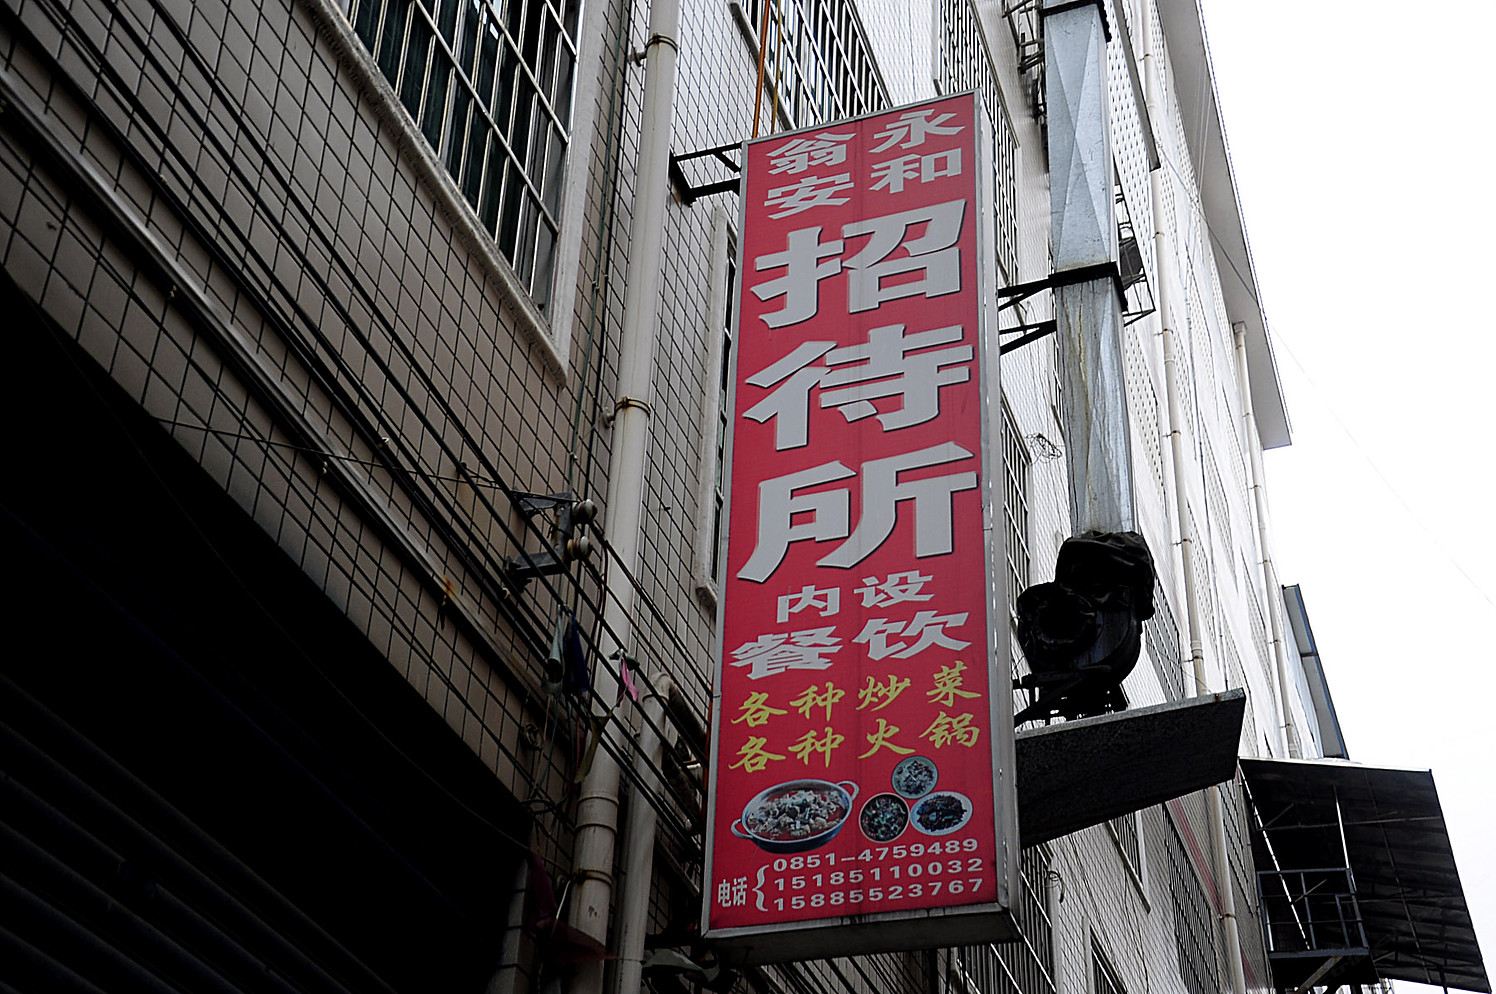 翁安
永和
招待所
内设
餐饮
各种炒菜
各种火锅
电话
0851-4759489
15185110032
15885523767